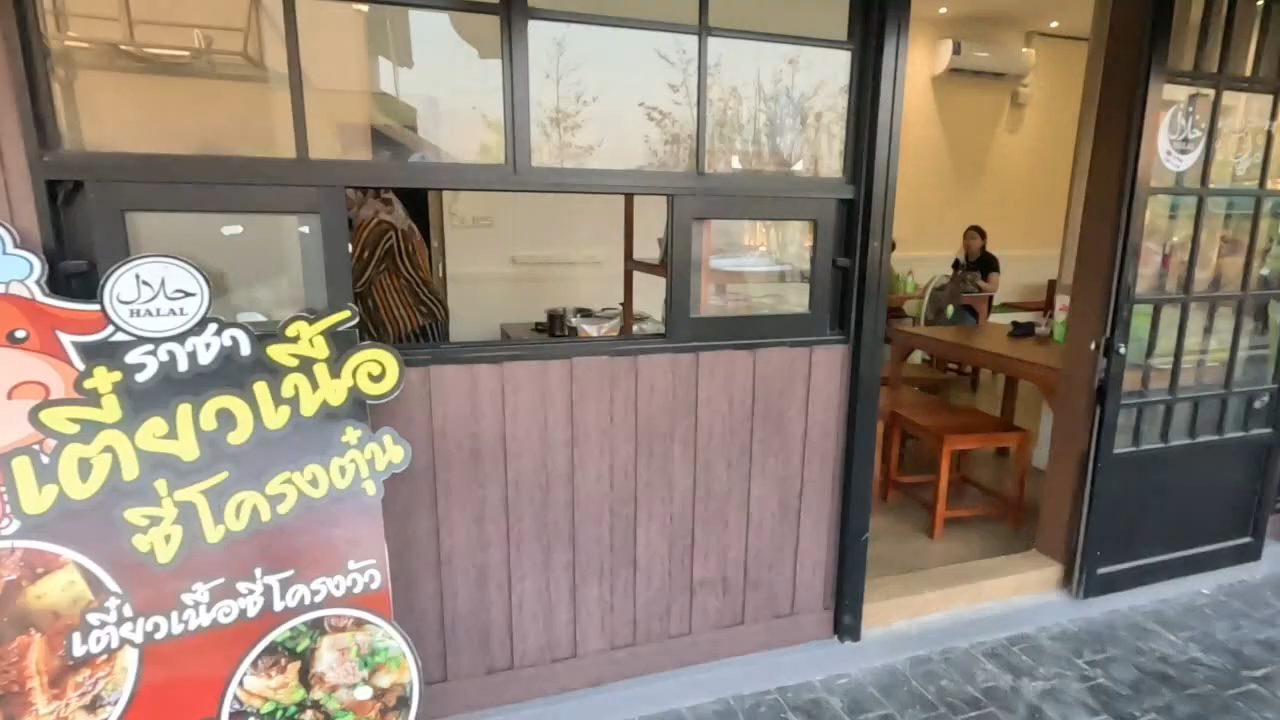 حلال
HALAL
ราชา
เตี๋ยวเนื้อ
ซี่โครงตุ๋น
เตี๋ยวเนื้อซี่โครงวัว
حلال